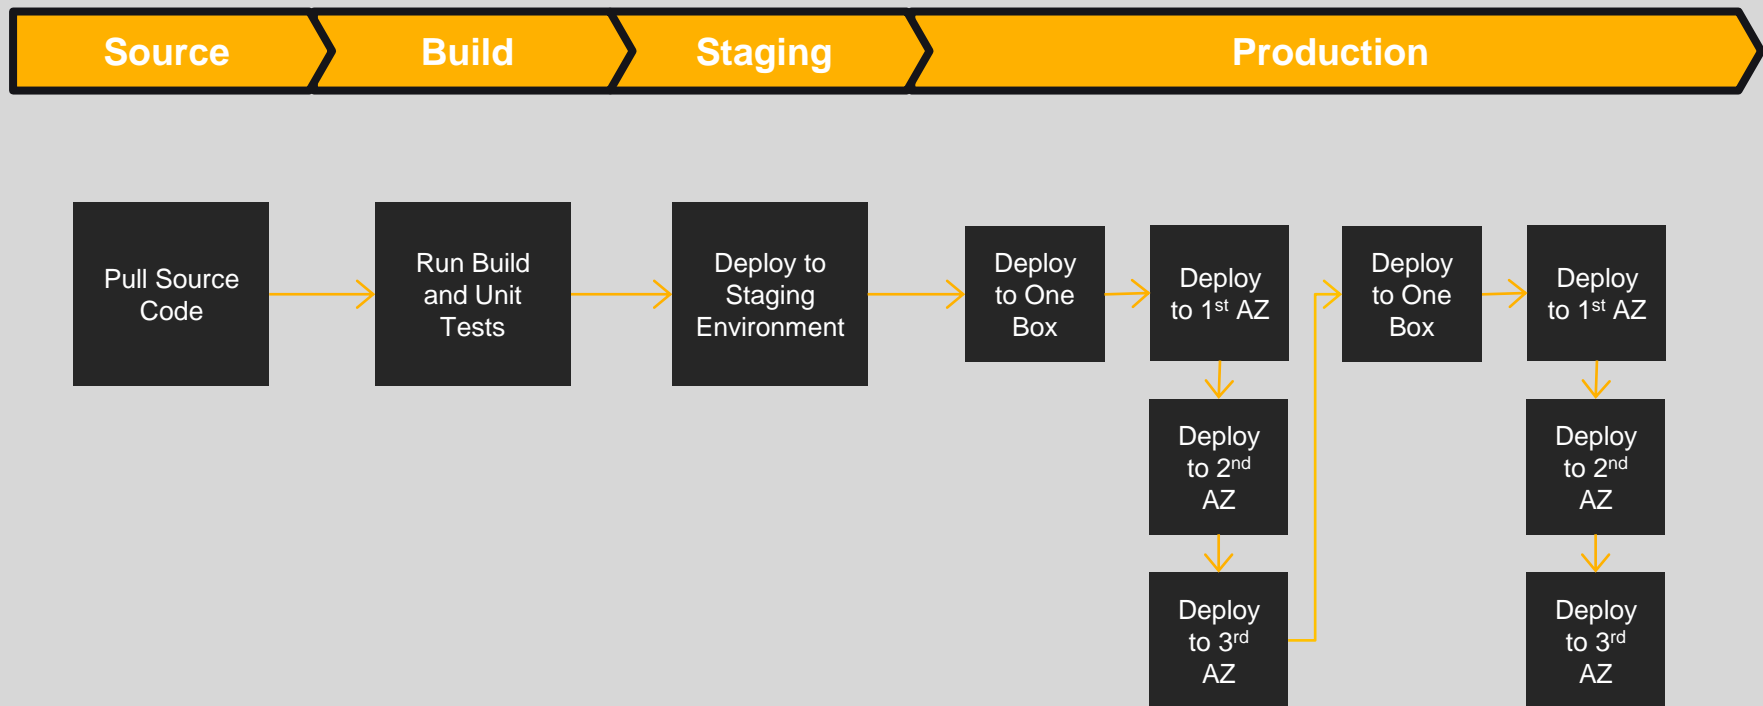 Source
Build
Staging
Production
Pull Source
Code
Run Build
and Unit
Tests
Deploy to
Staging
Environment
Deploy
to One
Box
Deploy
to 1st AZ
Deploy
to 2nd
AZ
Deploy
to 3rd
AZ
Deploy
to One
Box
Deploy
to 1st AZ
Deploy
to 2nd
AZ
Deploy
to 3rd
AZ